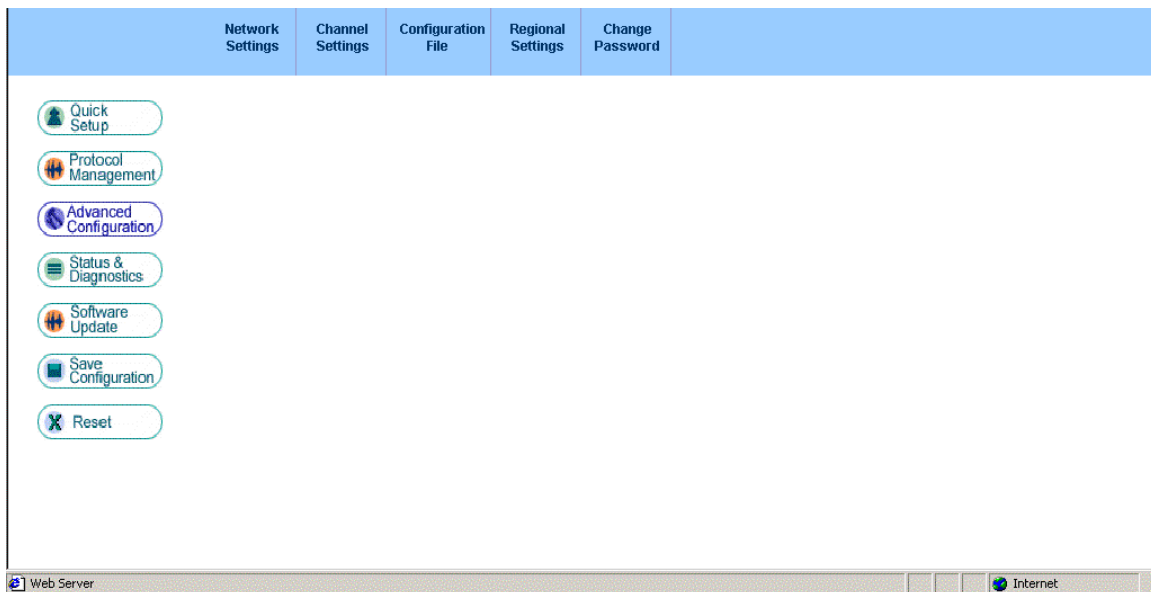 Network Settings
Channel Settings
Configuration File
Regional Settings
Change Password
Quick Setup
Protocol Management
Advanced Configuration
Status & Diagnostics
Software Update
Save Configuration
Reset
Web Server
Internet